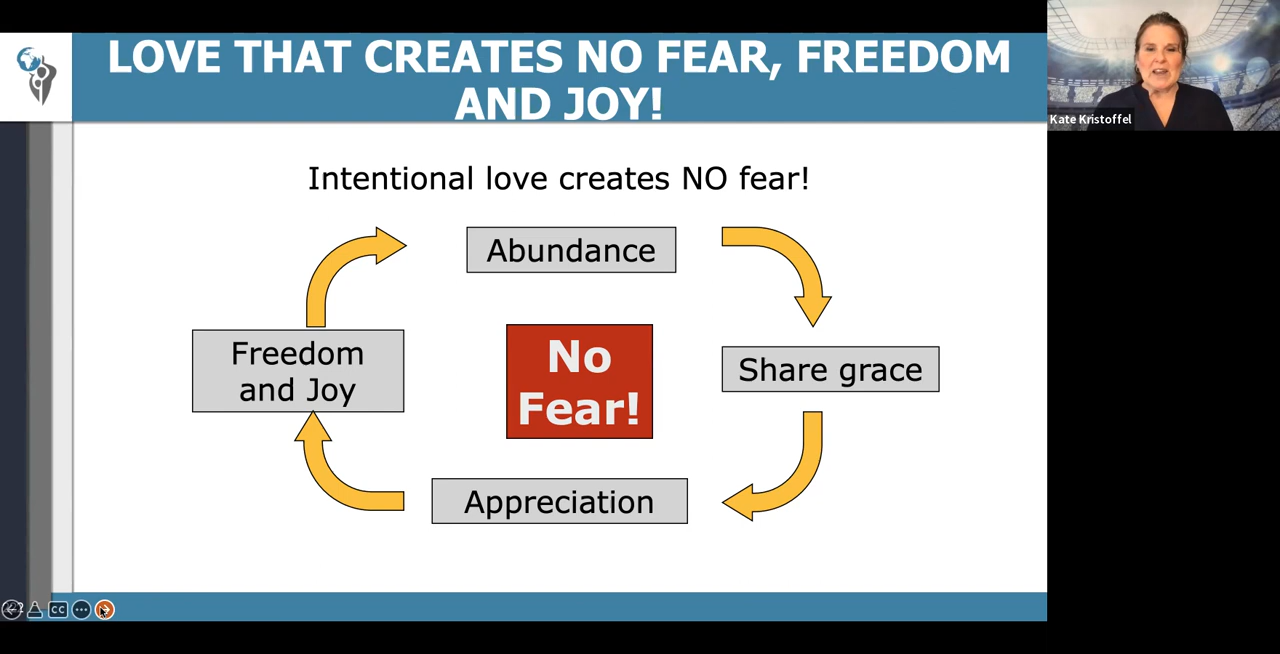 LOVE THAT CREATES NO FEAR, FREEDOM
AND JOY!
Kate Kristoffel
Intentional love creates NO fear!
Abundance
Freedom
and Joy
No
Fear!
Share grace
Appreciation
CC